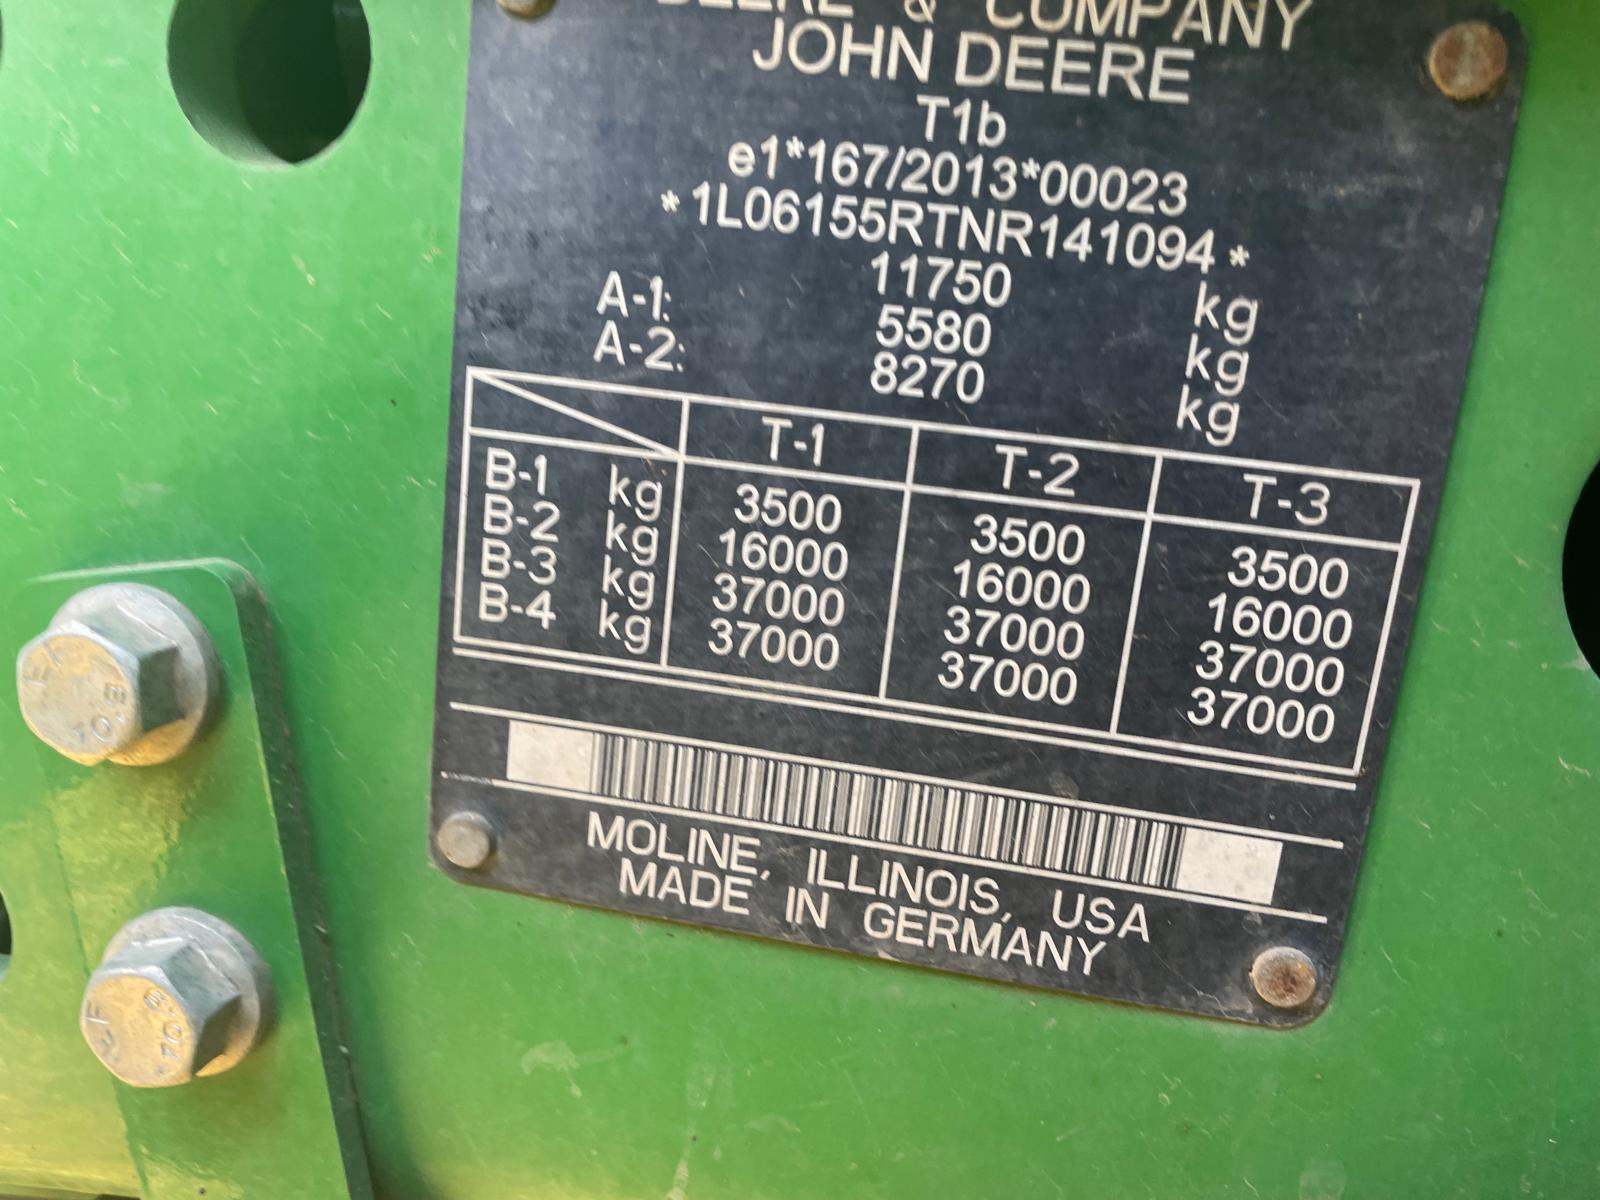 DEERE & COMPANY
JOHN DEERE
T1b
e1*167/2013*00023
*1L06155RTNR141094*
11750 kg
A-1: 5580 kg
A-2: 8270 kg
T-1 T-2 T-3
B-1 kg 3500 3500 3500
B-2 kg 16000 16000 16000
B-3 kg 37000 37000 37000
B-4 kg 37000 37000 37000
MOLINE, ILLINOIS, USA
MADE IN GERMANY